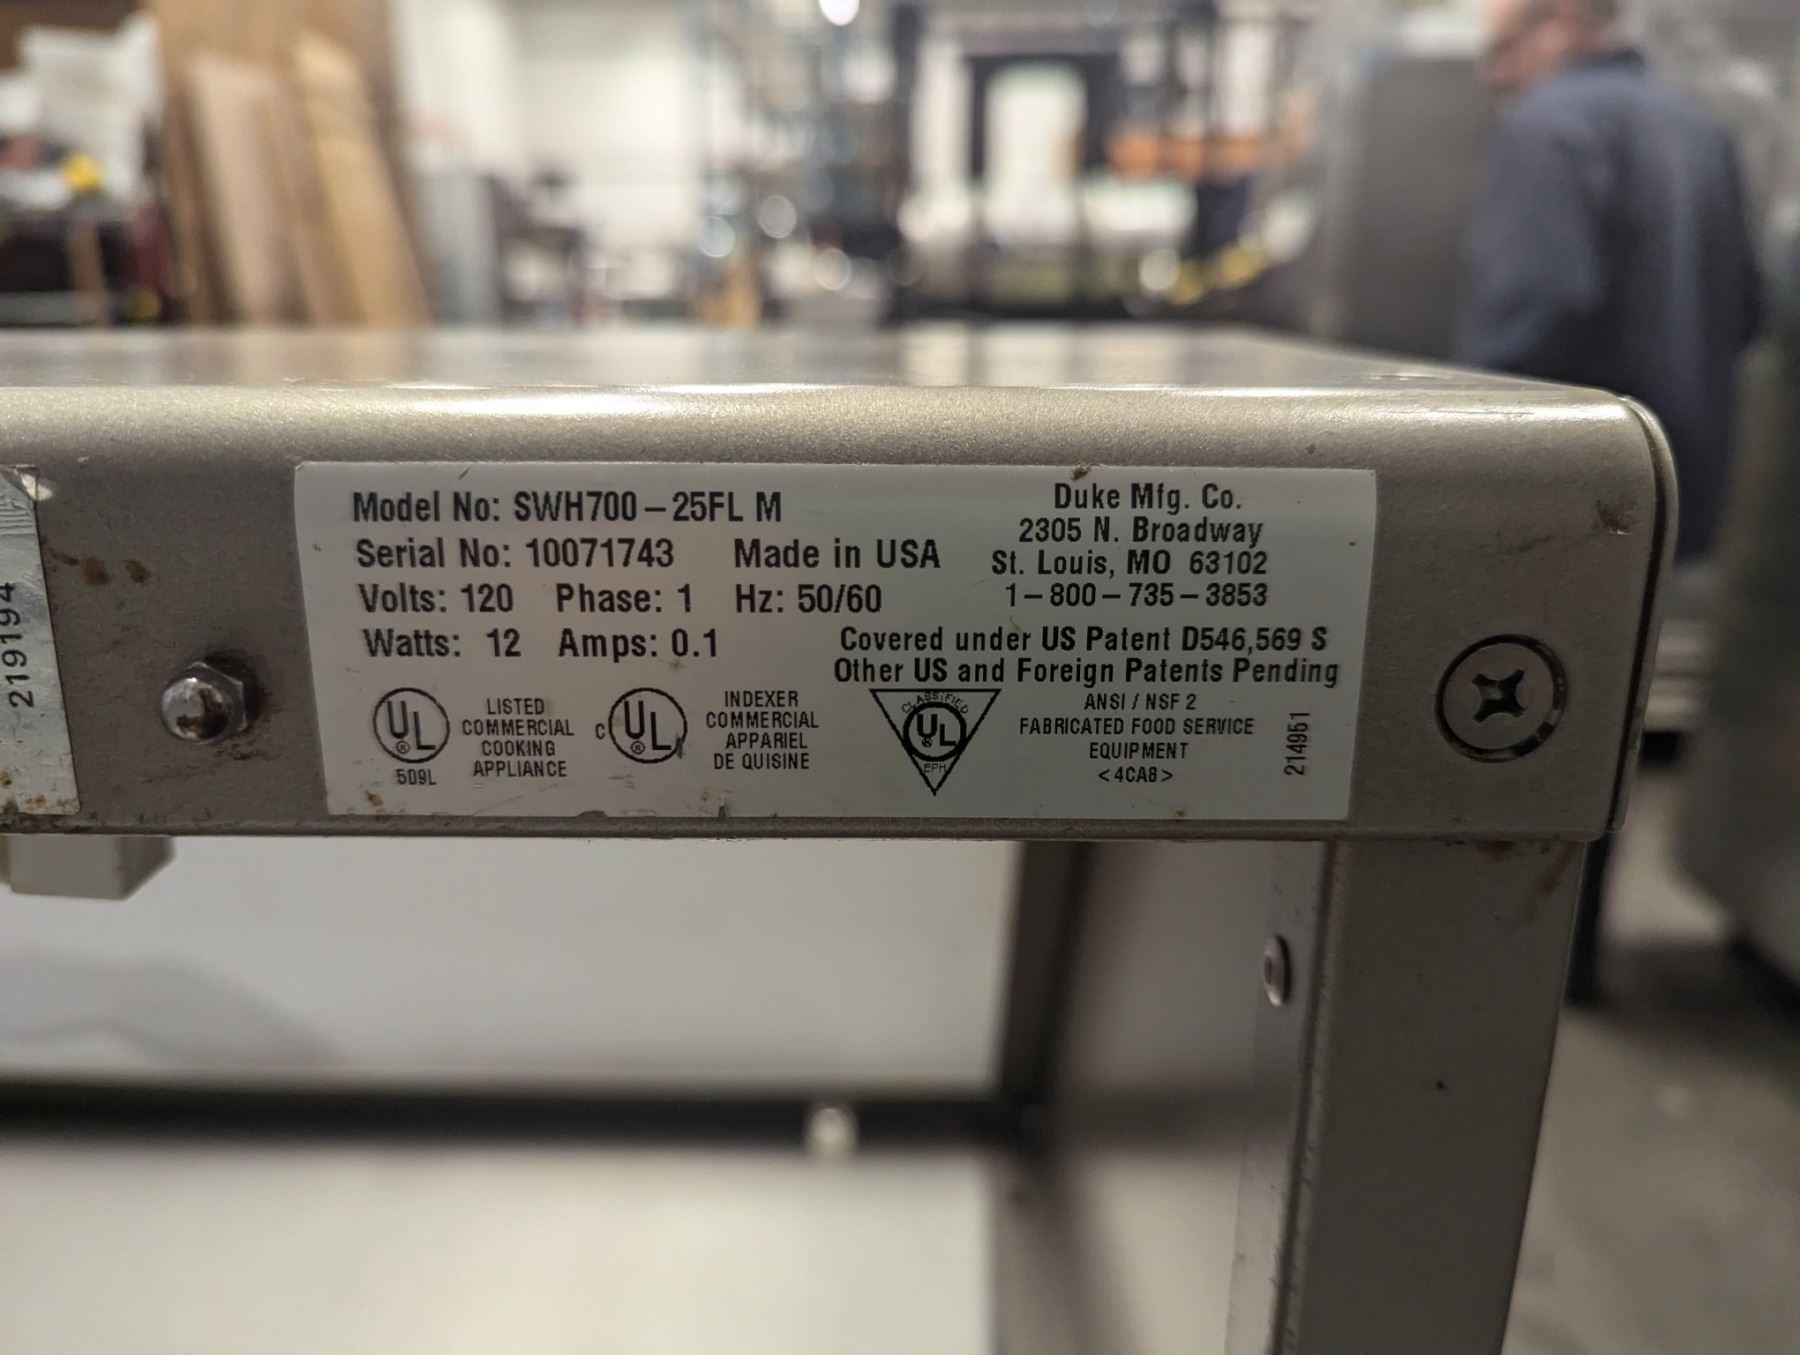 Model No: SWH700-25FL M
Serial No: 10071743 Made in USA
Volts: 120 Phase: 1 Hz: 50/60
Watts: 12 Amps: 0.1
Duke Mfg. Co.
2305 N. Broadway
St. Louis, MO 63102
1-800-735-3853
Covered under US Patent D546,569 S
Other US and Foreign Patents Pending
UL
®
509L
LISTED
COMMERCIAL
COOKING
APPLIANCE
C UL
®
INDEXER
COMMERCIAL
APPARIEL
DE QUISINE
CLASSIFIED
UL
®
EPH
ANSI / NSF 2
FABRICATED FOOD SERVICE
EQUIPMENT
<4CA8>
214951
219194